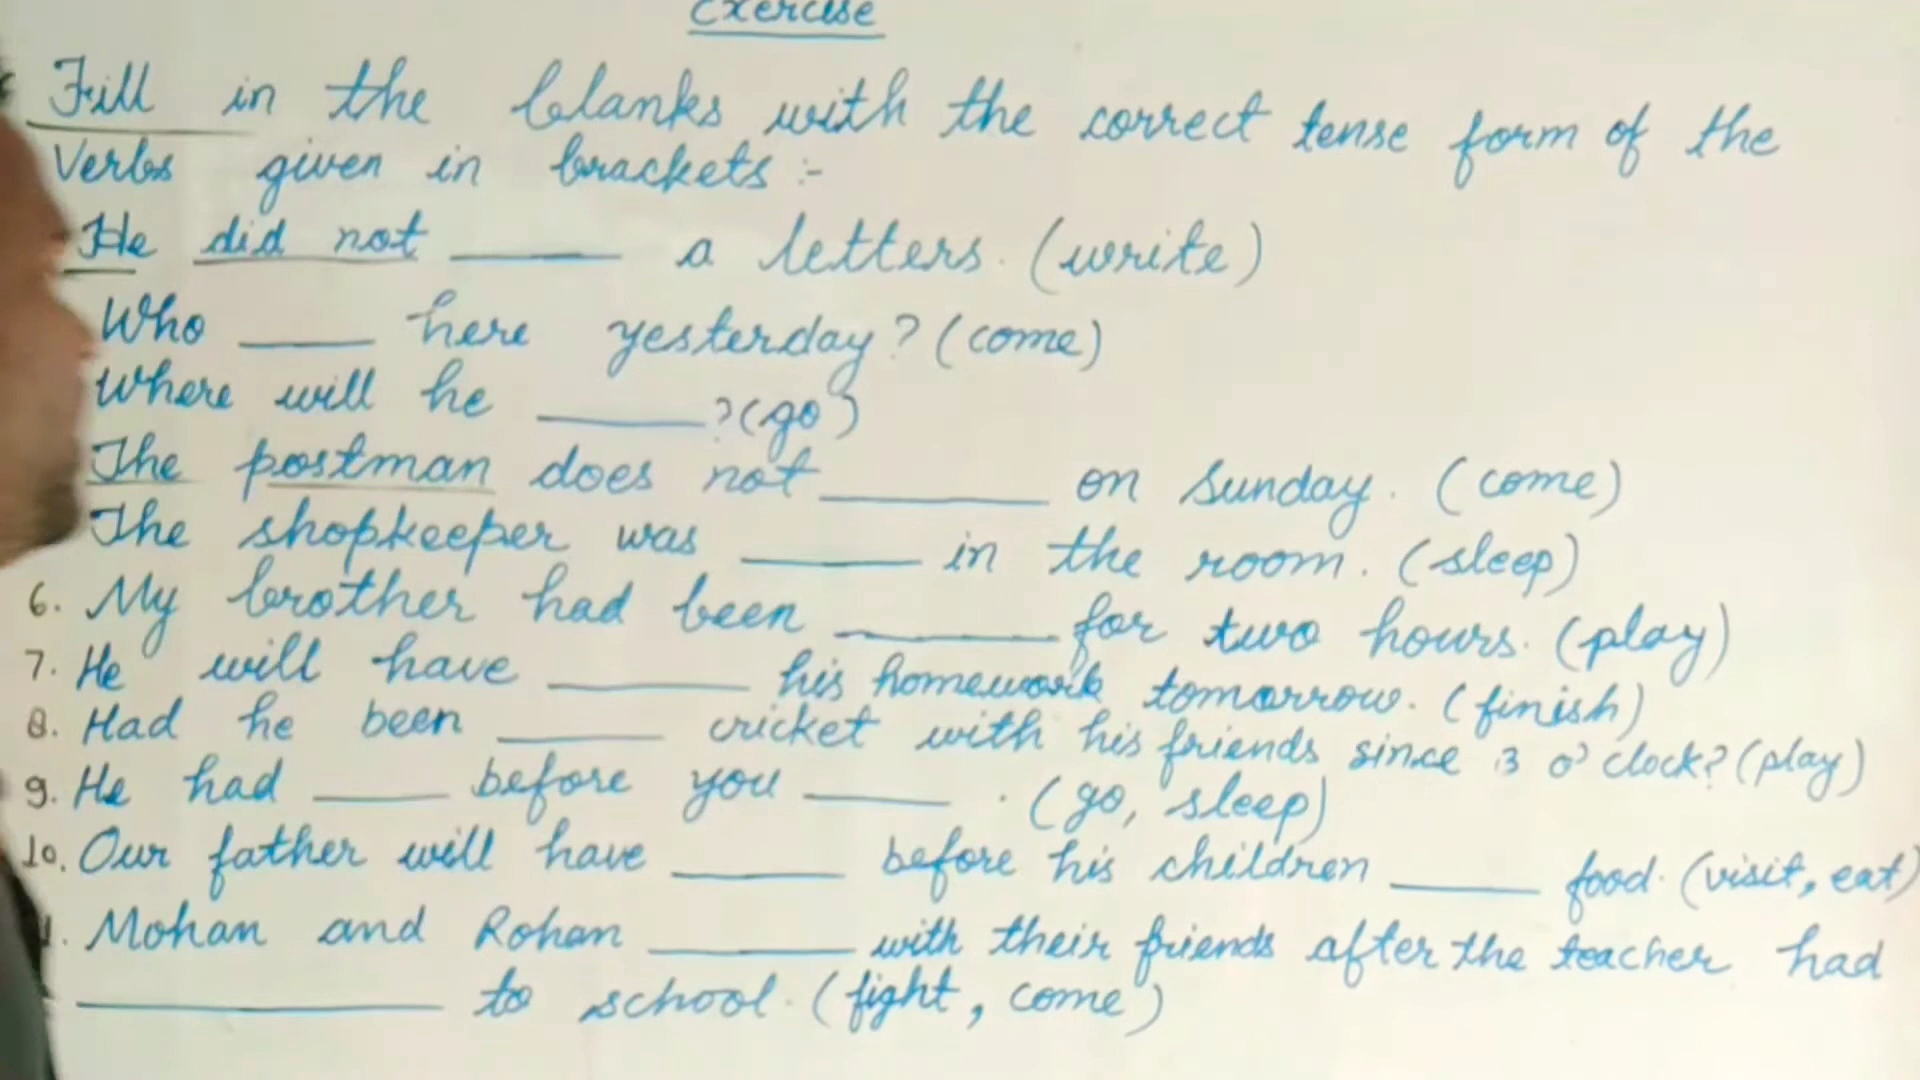 Exercise
Fill in the blanks with the correct tense form of the
Verbs given in brackets :-
He did not ______ a letters. (write)
Who ______ here yesterday? (come)
Where will he ______? (go)
The postman does not ______ on Sunday. (come)
The shopkeeper was ______ in the room. (sleep)
6. My brother had been ______ for two hours. (play)
7. He will have ______ his homework tomorrow. (finish)
8. Had he been ______ cricket with his friends since 3 o' clock? (play)
9. He had ______ before you ______ . (go, sleep)
10. Our father will have ______ before his children ______ food. (visit, eat)
1. Mohan and Rohan ______ with their friends after the teacher had
______ to school. (fight, come)